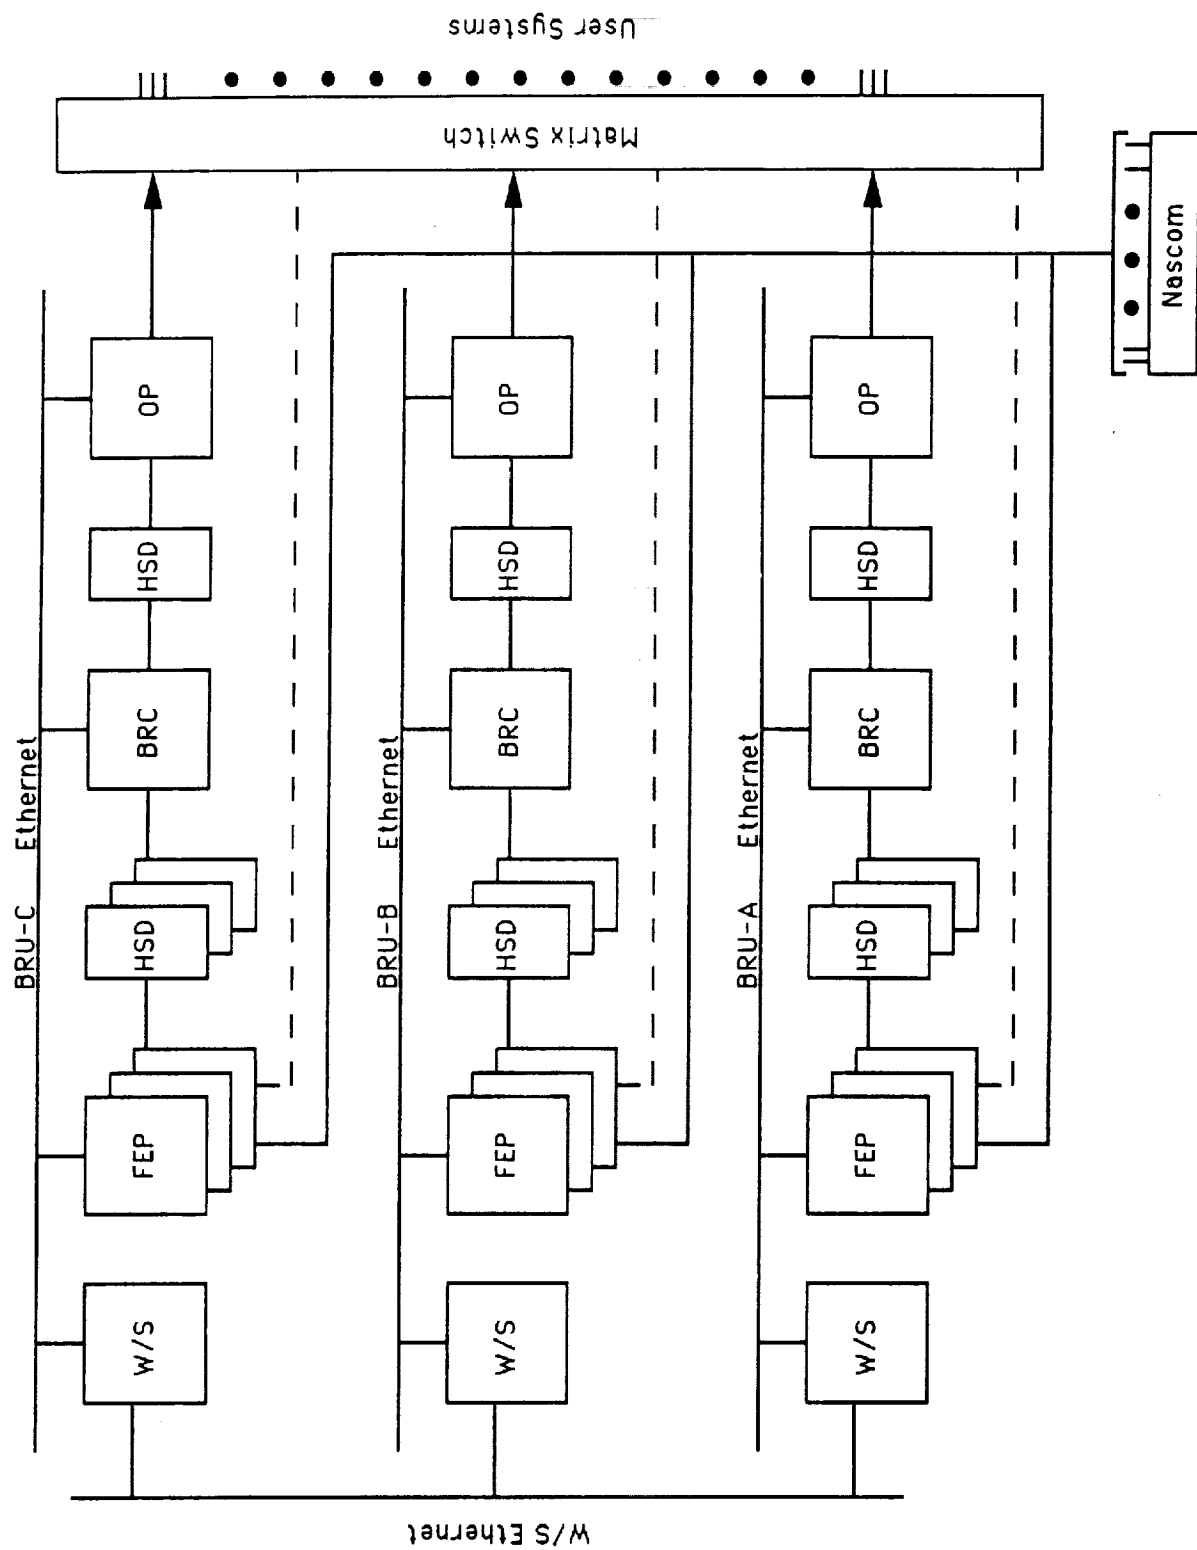 BRU-C Ethernet
W/S
FEP
HSD
BRC
HSD
OP
BRU-B Ethernet
W/S
FEP
HSD
BRC
HSD
OP
BRU-A Ethernet
W/S
FEP
HSD
BRC
HSD
OP
W/S Ethernet
Matrix Switch
User Systems
Nascom